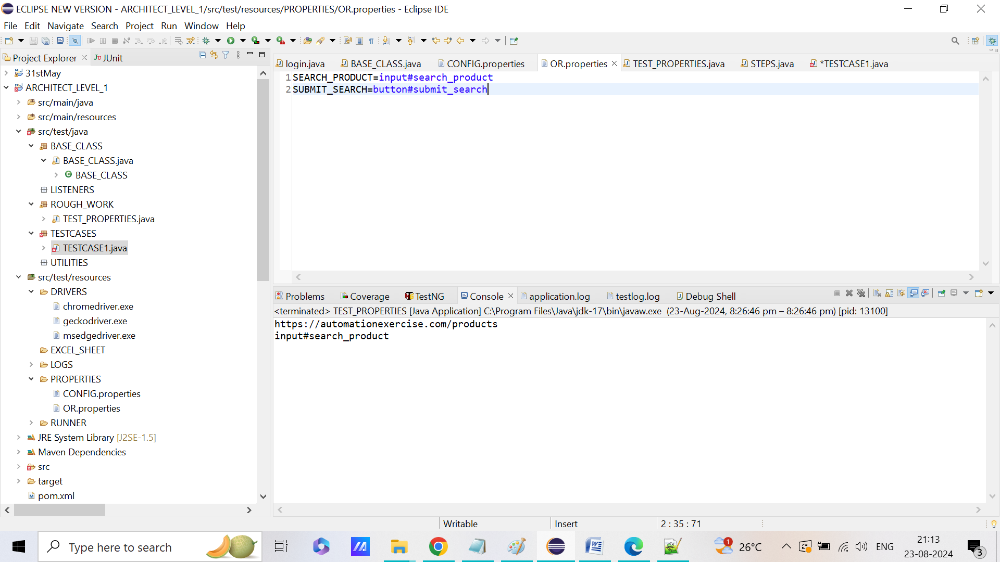 ECLIPSE NEW VERSION - ARCHITECT_LEVEL_1/src/test/resources/PROPERTIES/OR.properties - Eclipse IDE
File Edit Navigate Search Project Run Window Help
Project Explorer
JUnit
31stMay
ARCHITECT_LEVEL_1
src/main/java
src/main/resources
src/test/java
BASE_CLASS
BASE_CLASS.java
BASE_CLASS
LISTENERS
ROUGH_WORK
TEST_PROPERTIES.java
TESTCASES
TESTCASE1.java
UTILITIES
src/test/resources
DRIVERS
chromedriver.exe
geckodriver.exe
msedgedriver.exe
EXCEL_SHEET
LOGS
PROPERTIES
CONFIG.properties
OR.properties
RUNNER
JRE System Library [J2SE-1.5]
Maven Dependencies
src
target
pom.xml
login.java BASE_CLASS.java CONFIG.properties OR.properties TEST_PROPERTIES.java STEPS.java *TESTCASE1.java
1 SEARCH_PRODUCT=input#search_product
2 SUBMIT_SEARCH=button#submit_search
Problems Coverage TestNG Console application.log testlog.log Debug Shell
<terminated> TEST_PROPERTIES [Java Application] C:\Program Files\Java\jdk-17\bin\javaw.exe (23-Aug-2024, 8:26:46 pm – 8:26:46 pm) [pid: 13100]
https://automationexercise.com/products
input#search_product
Writable Insert 2 : 35 : 71
Type here to search
1
26°C
ENG
21:13
23-08-2024
3